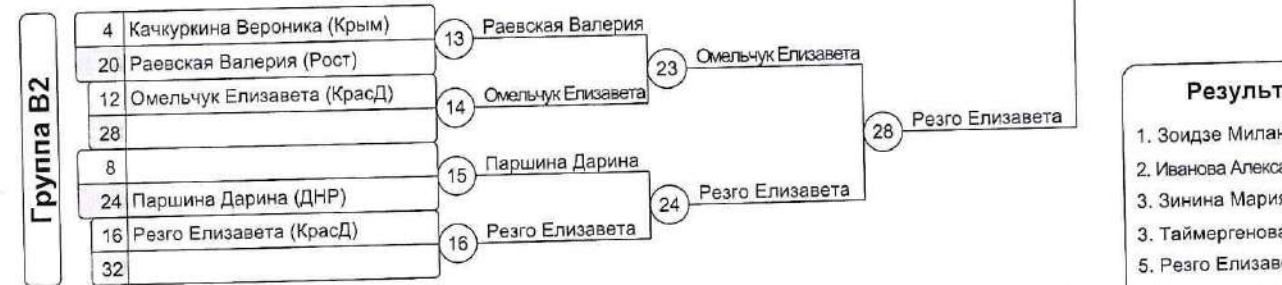 Группа B2
4 Качкуркина Вероника (Крым)
20 Раевская Валерия (Рост)
12 Омельчук Елизавета (КрасД)
28
8
24 Паршина Дарина (ДНР)
16 Резго Елизавета (КрасД)
32
13 Раевская Валерия
14 Омельчук Елизавета
15 Паршина Дарина
16 Резго Елизавета
23 Омельчук Елизавета
24 Резго Елизавета
28 Резго Елизавета
Результ
1. Зоидзе Милан
2. Иванова Алекса
3. Зинина Мария
3. Таймергенова
5. Резго Елизав